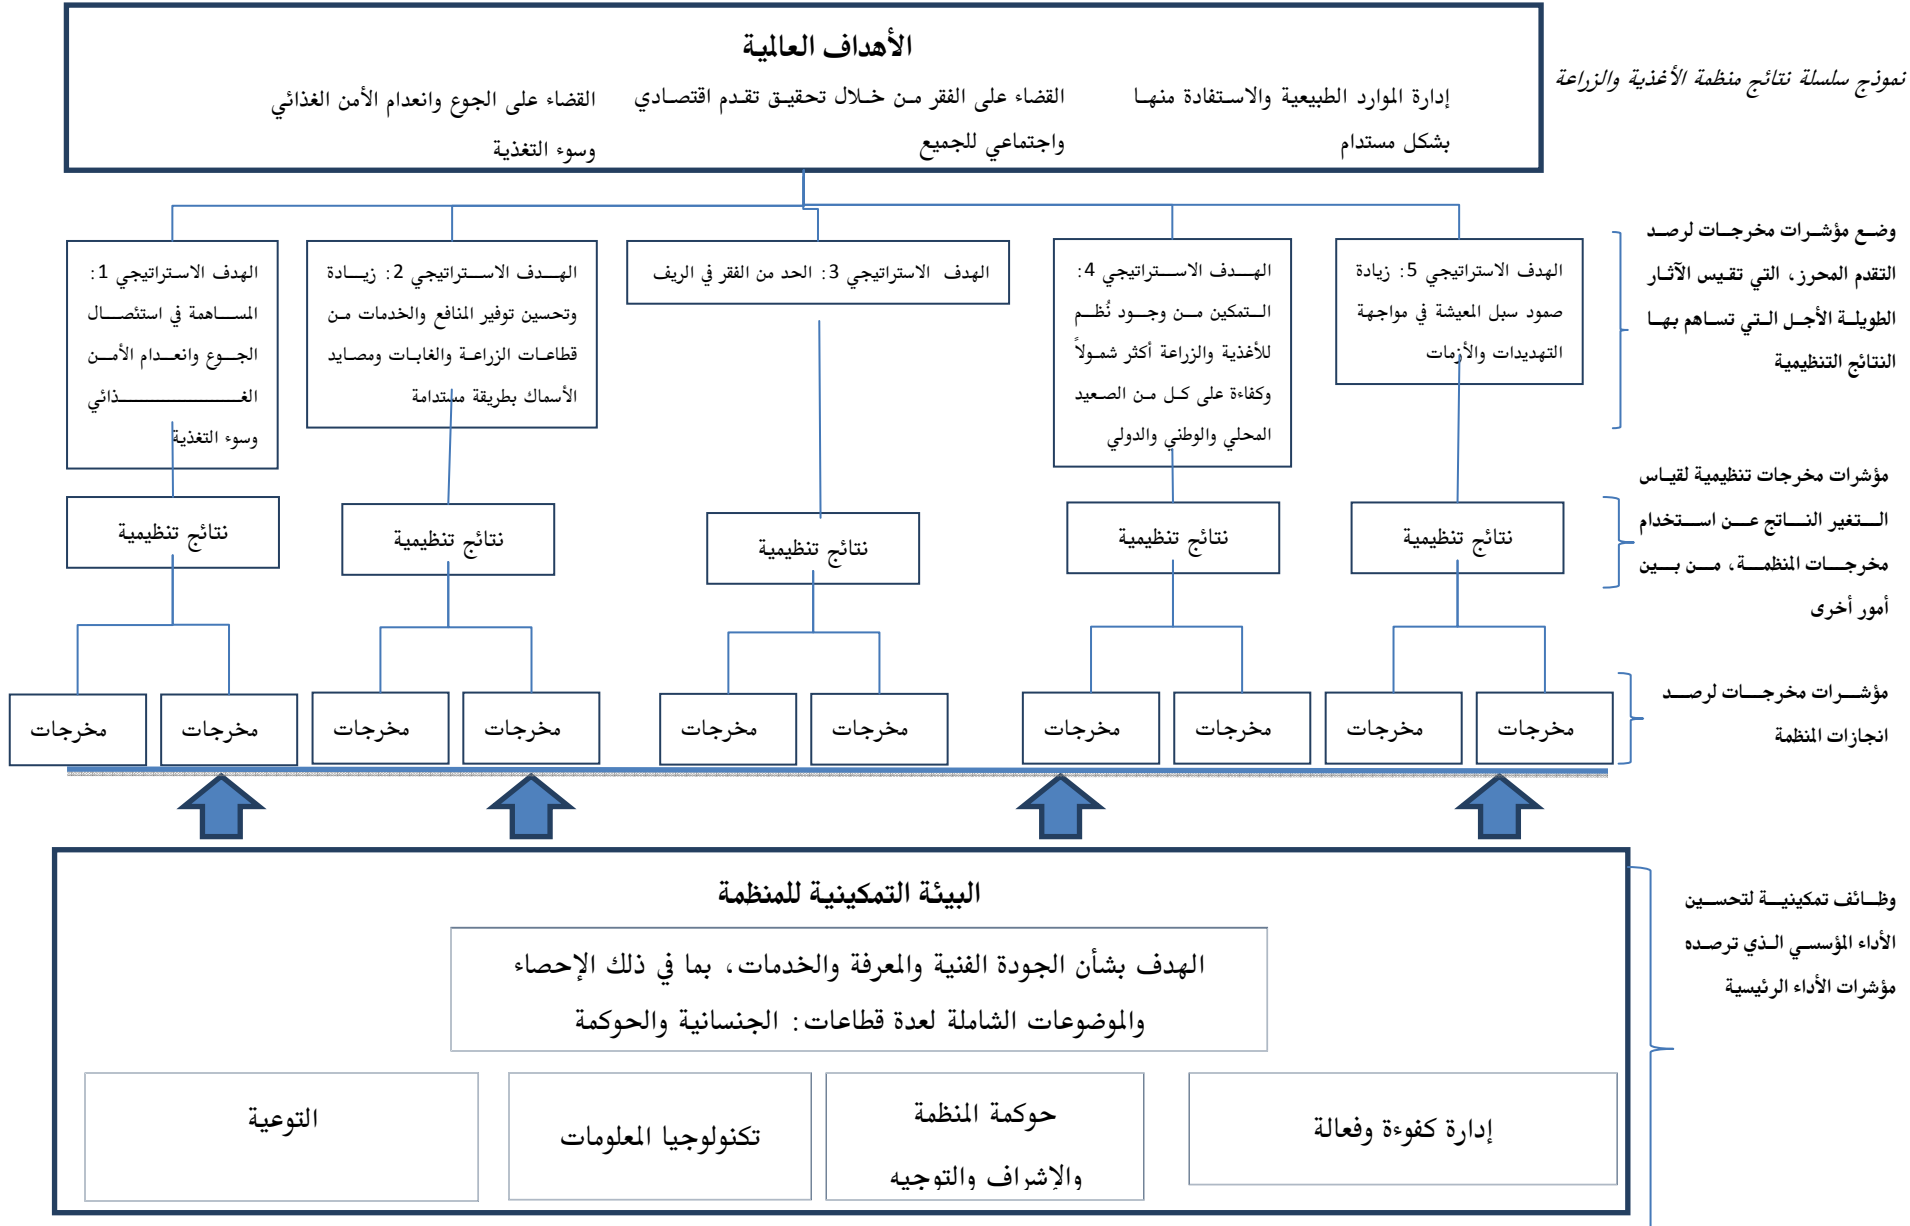 نموذج سلسلة نتائج منظمة الأغذية والزراعة
الأهداف العالمية
إدارة الموارد الطبيعية والاستفادة منها
بشكل مستدام
القضاء على الفقر من خلال تحقيق تقدم اقتصادي
واجتماعي للجميع
القضاء على الجوع وانعدام الأمن الغذائي
وسوء التغذية
وضع مؤشرات مخرجات لرصد
التقدم المحرز، التي تقيس الآثار
الطويلة الأجل التي تساهم بها
النتائج التنظيمية
الهدف الاستراتيجي 5: زيادة
صمود سبل المعيشة في مواجهة
التهديدات والأزمات
الهدف الاستراتيجي 4:
التمكين من وجود نُظم
للأغذية والزراعة أكثر شمولاً
وكفاءة على كل من الصعيد
المحلي والوطني والدولي
الهدف الاستراتيجي 3: الحد من الفقر في الريف
الهدف الاستراتيجي 2: زيادة
وتحسين توفير المنافع والخدمات من
قطاعات الزراعة والغابات ومصايد
الأسماك بطريقة مستدامة
الهدف الاستراتيجي 1:
المساهمة في استئصال
الجوع وانعدام الأمن
الغذائي
وسوء التغذية
مؤشرات مخرجات تنظيمية لقياس
التغير الناتج عن استخدام
مخرجات المنظمة، من بين
أمور أخرى
نتائج تنظيمية
نتائج تنظيمية
نتائج تنظيمية
نتائج تنظيمية
نتائج تنظيمية
مؤشرات مخرجات لرصد
انجازات المنظمة
مخرجات
مخرجات
مخرجات
مخرجات
مخرجات
مخرجات
مخرجات
مخرجات
مخرجات
مخرجات
وظائف تمكينية لتحسين
الأداء المؤسسي الذي ترصده
مؤشرات الأداء الرئيسية
البيئة التمكينية للمنظمة
الهدف بشأن الجودة الفنية والمعرفة والخدمات، بما في ذلك الإحصاء
والموضوعات الشاملة لعدة قطاعات: الجنسانية والحوكمة
إدارة كفوءة وفعالة
حوكمة المنظمة
والإشراف والتوجيه
تكنولوجيا المعلومات
التوعية